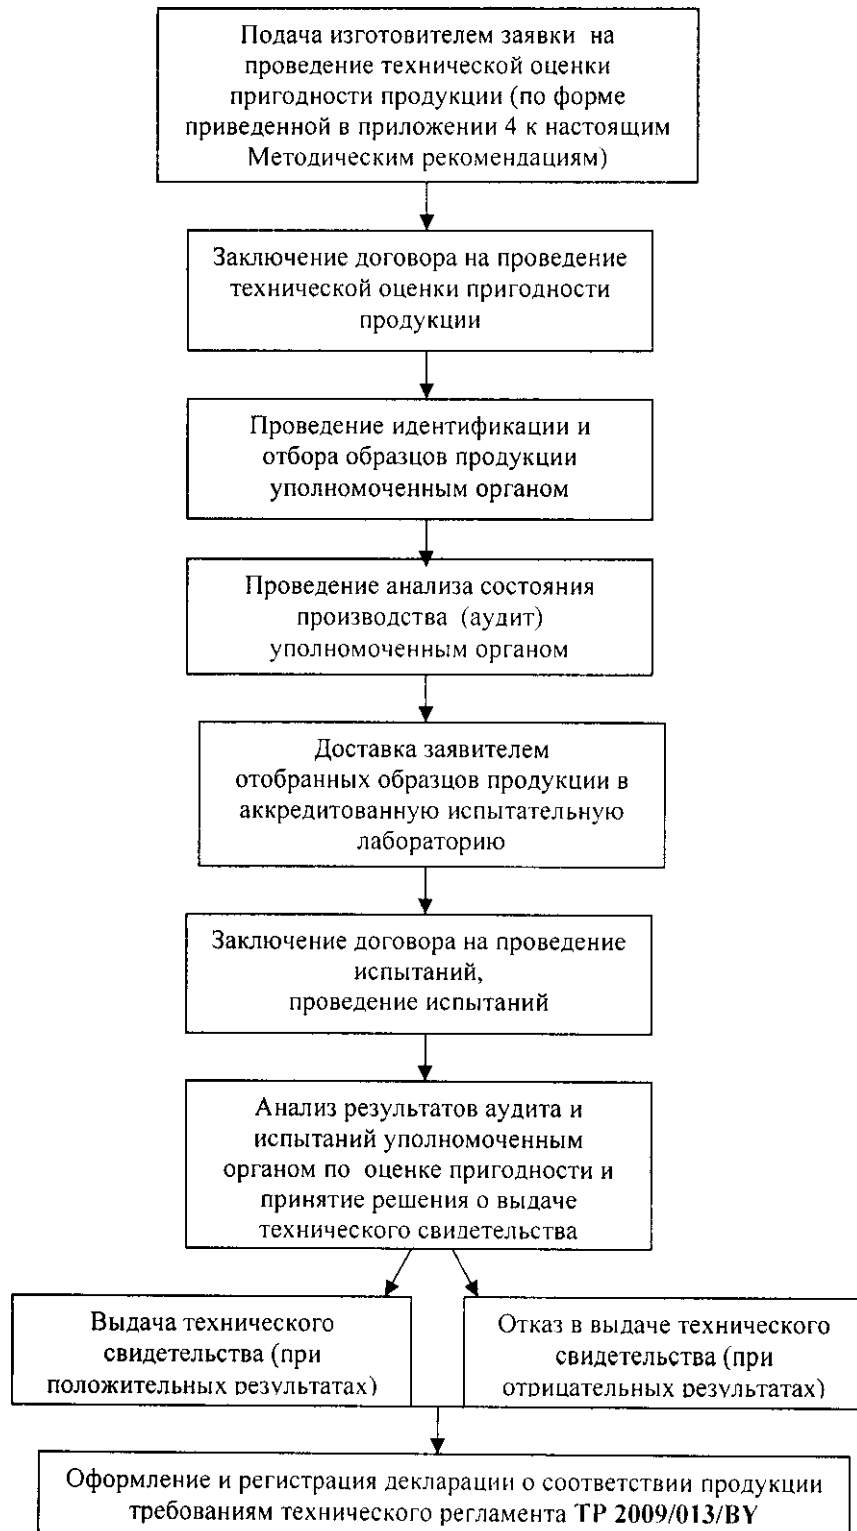 Подача изготовителем заявки на
проведение технической оценки
пригодности продукции (по форме
приведенной в приложении 4 к настоящим
Методическим рекомендациям)
Заключение договора на проведение
технической оценки пригодности
продукции
Проведение идентификации и
отбора образцов продукции
уполномоченным органом
Проведение анализа состояния
производства (аудит)
уполномоченным органом
Доставка заявителем
отобранных образцов продукции в
аккредитованную испытательную
лабораторию
Заключение договора на проведение
испытаний,
проведение испытаний
Анализ результатов аудита и
испытаний уполномоченным
органом по оценке пригодности и
принятие решения о выдаче
технического свидетельства
Выдача технического
свидетельства (при
положительных результатах)
Отказ в выдаче технического
свидетельства (при
отрицательных результатах)
Оформление и регистрация декларации о соответствии продукции
требованиям технического регламента ТР 2009/013/BY